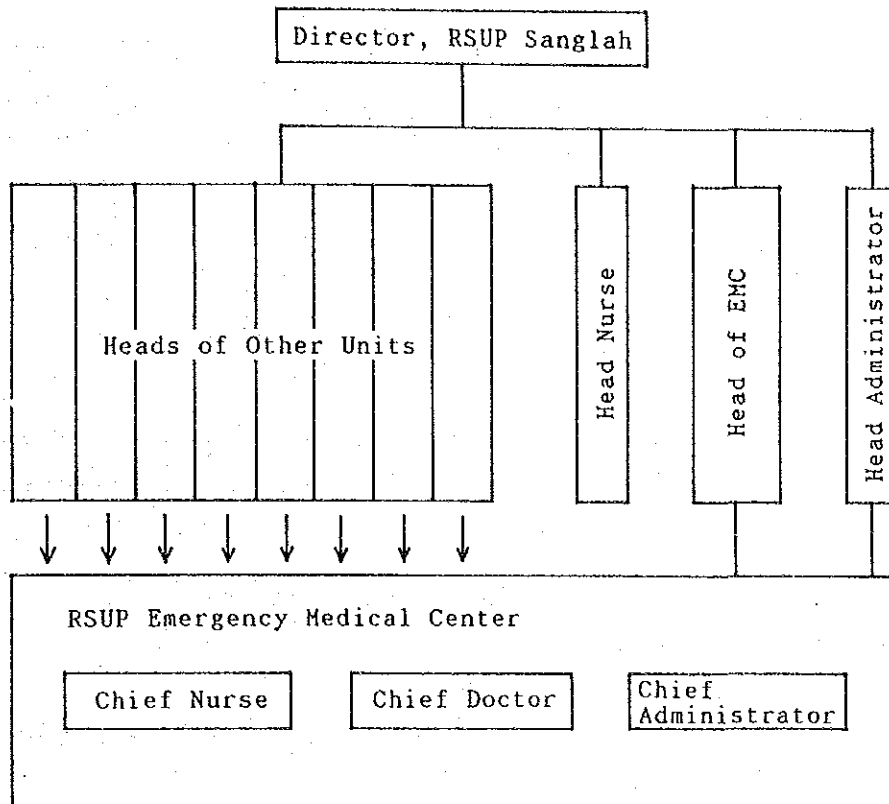 Director, RSUP Sanglah
Heads of Other Units
Head Nurse
Head of EMC
Head Administrator
RSUP Emergency Medical Center
Chief Nurse
Chief Doctor
Chief
Administrator